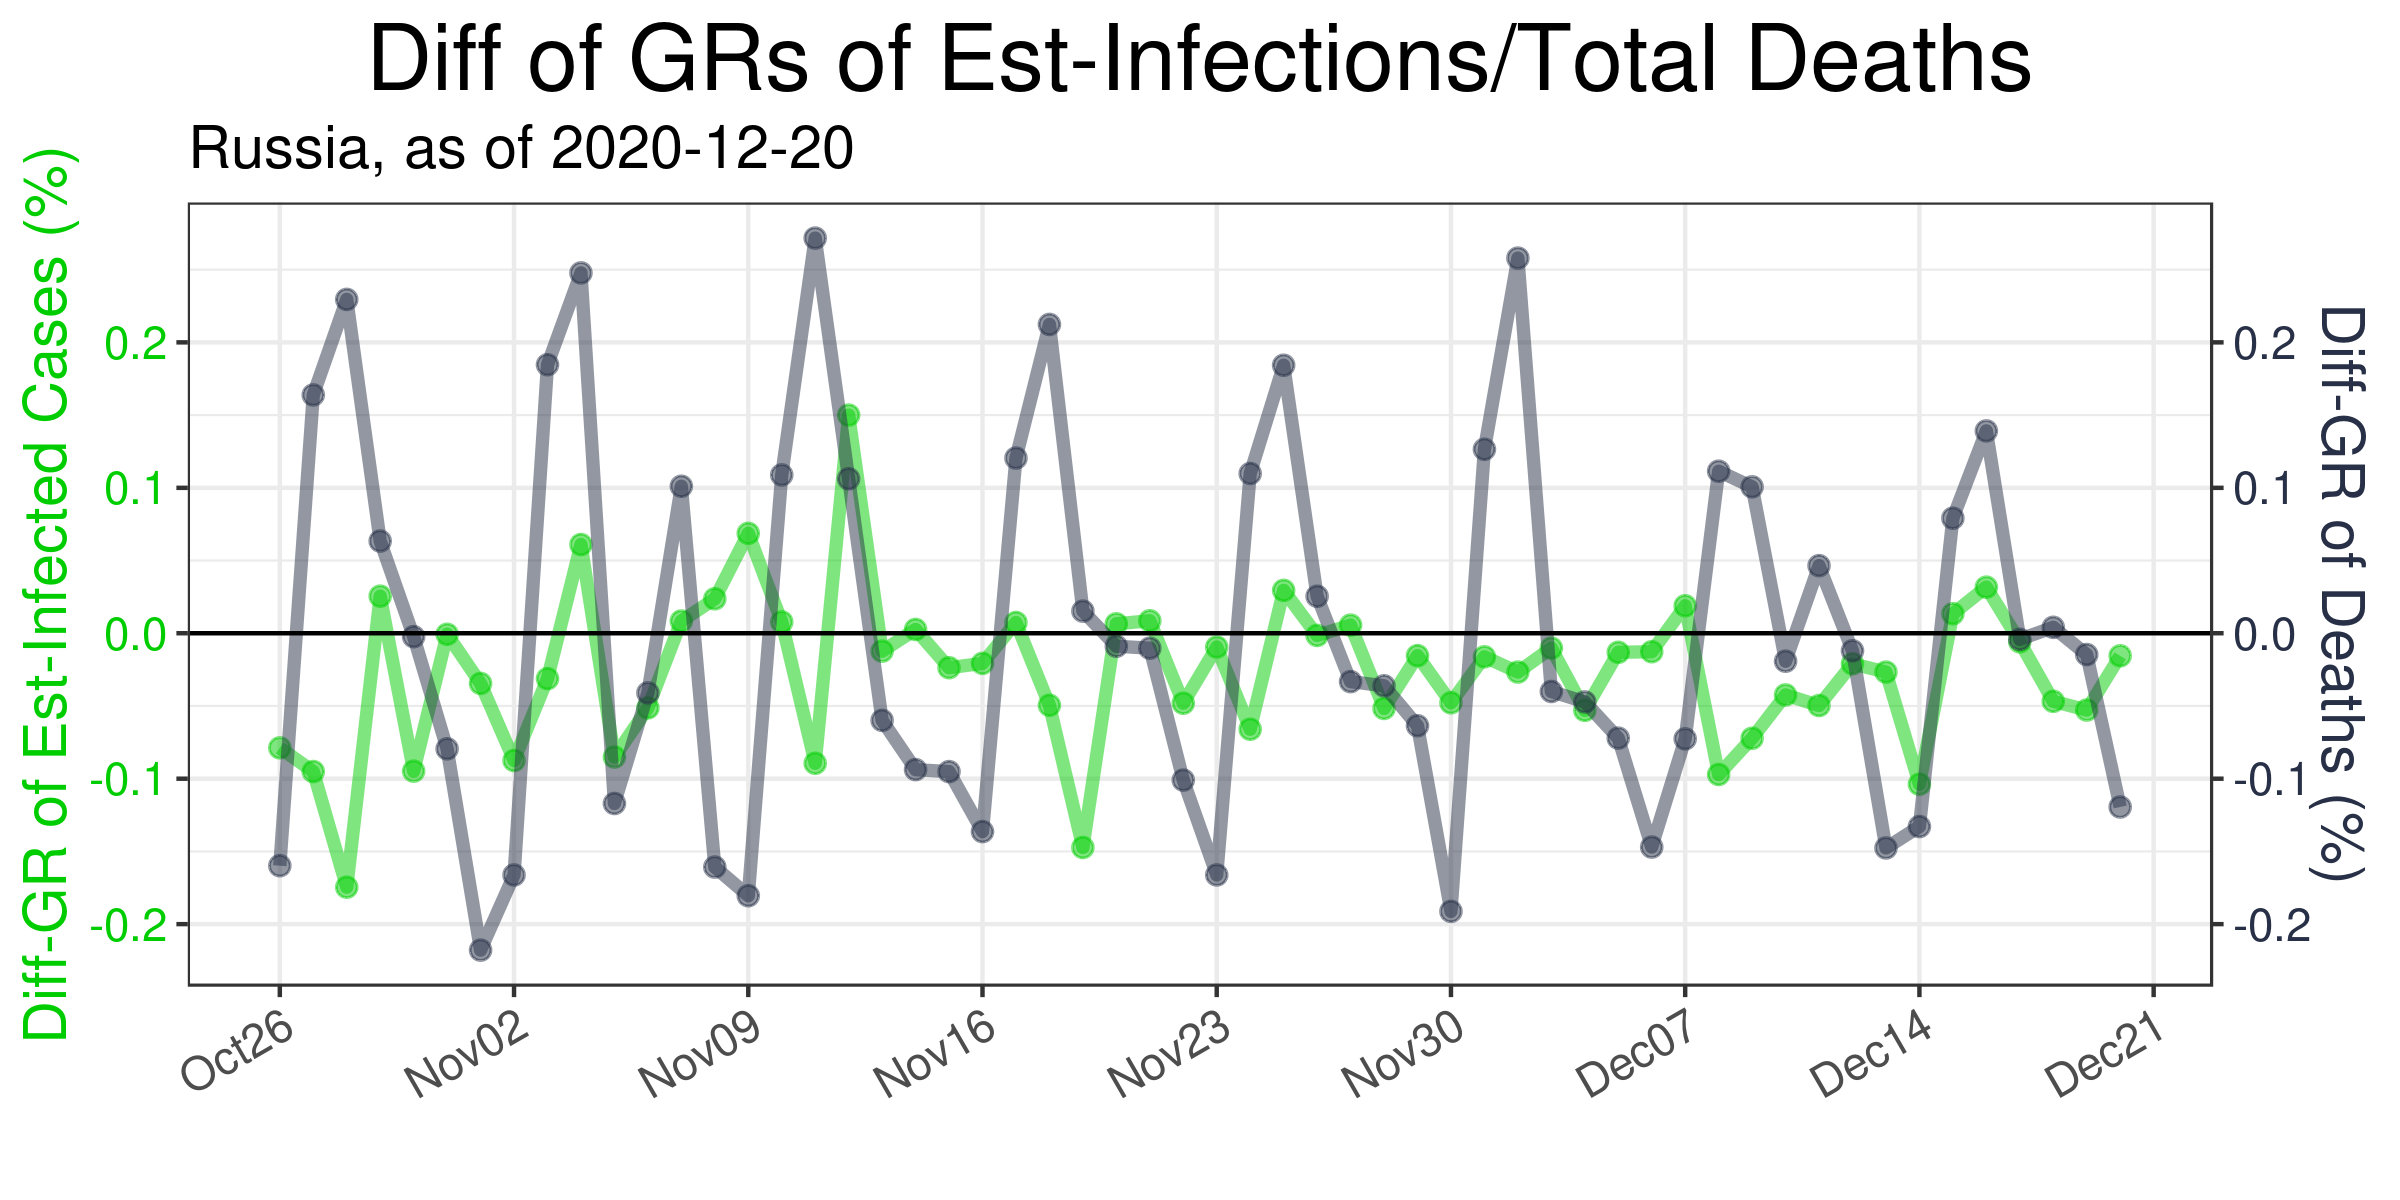 Diff of GRs of Est-Infections/Total Deaths
Russia, as of 2020-12-20
Diff-GR of Est-Infected Cases (%)
0.2
0.1
0.0
-0.1
-0.2
0.2
0.1
0.0
-0.1
-0.2
Diff-GR of Deaths (%)
Oct26 Nov02 Nov09 Nov16 Nov23 Nov30 Dec07 Dec14 Dec21